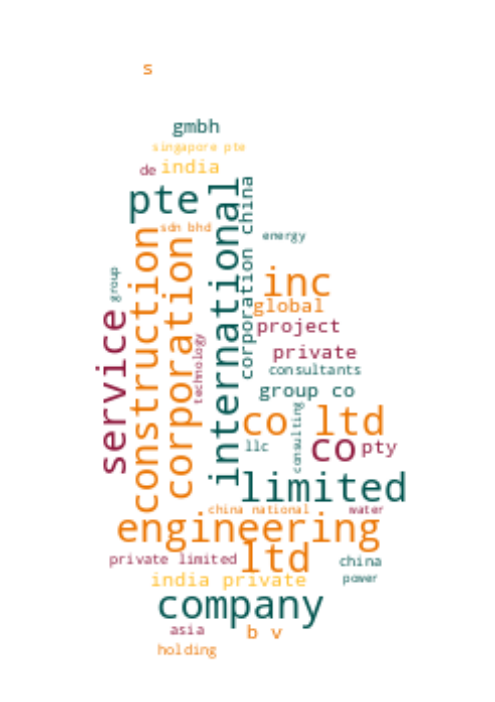 s
gmbh
singapore pte
de
india
pte
international
corporation china
sdn bhd
construction
corporation
energy
group
inc
global
service
project
technology
private
consultants
group co
co ltd
consulting
co
pty
llc
limited
china national
water
engineering
ltd
private limited
china
india private
power
company
asia
b v
holding